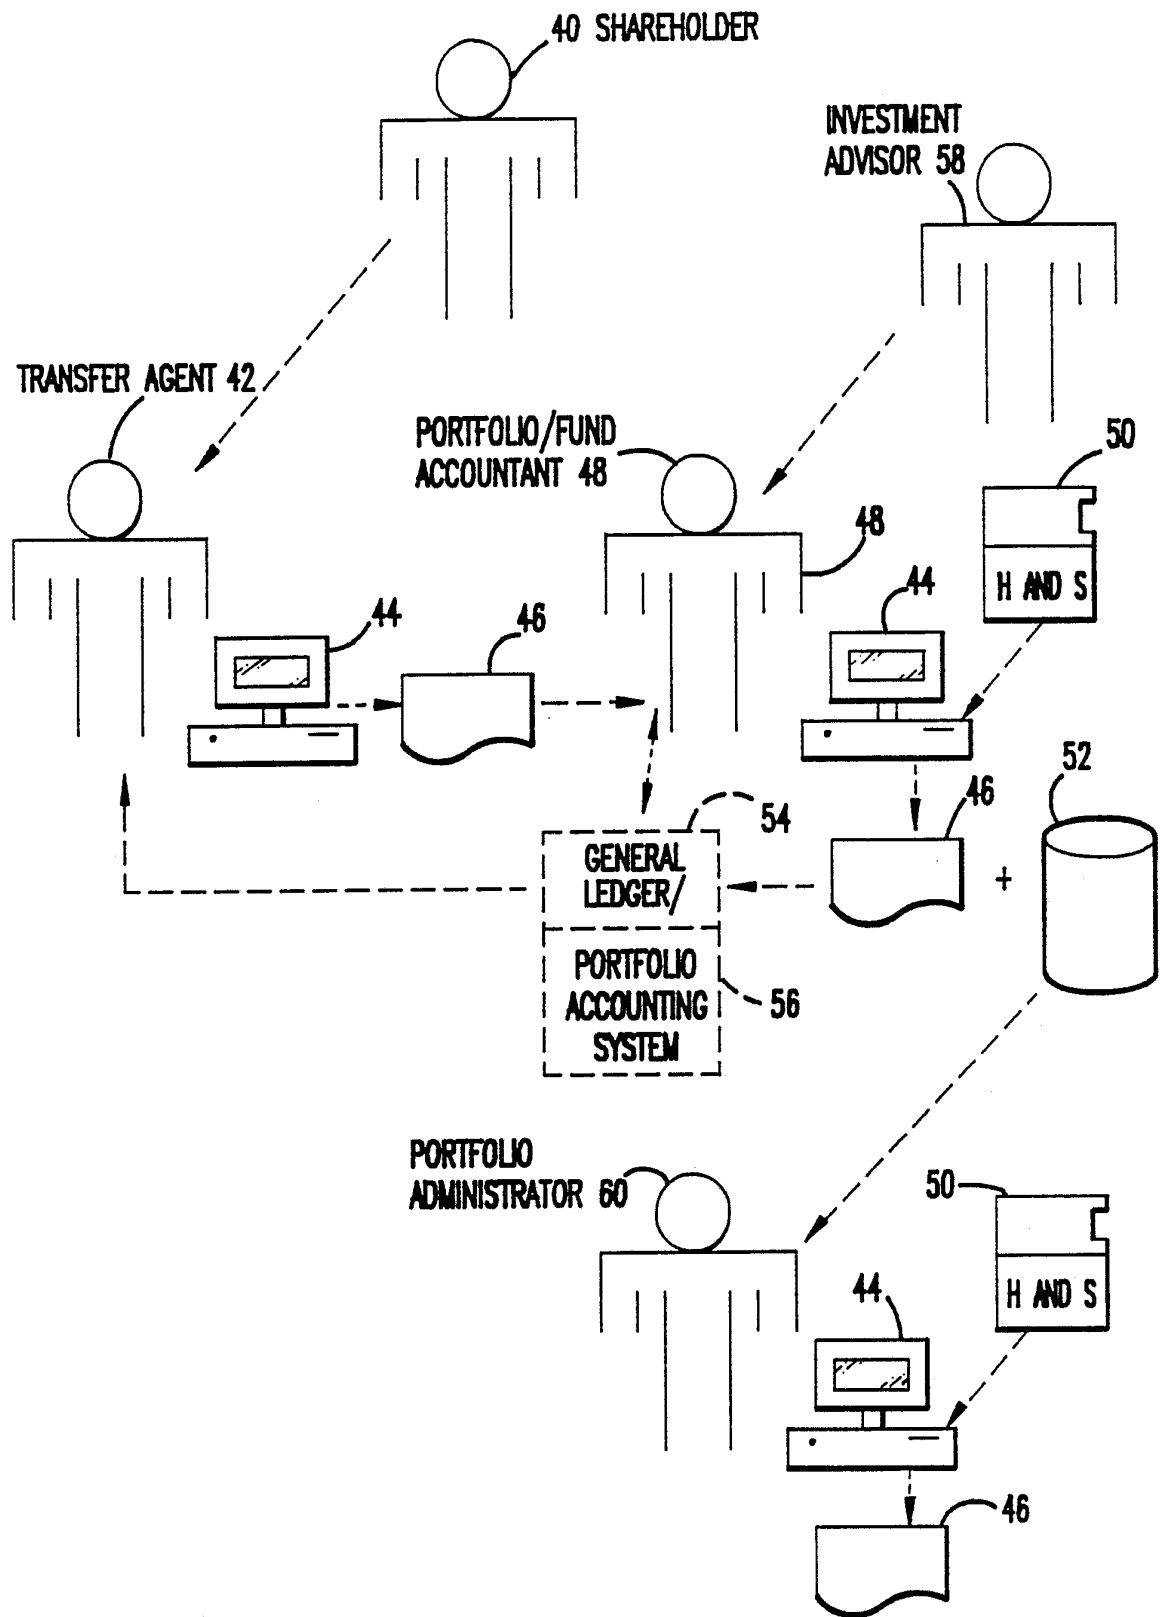 40 SHAREHOLDER
INVESTMENT
ADVISOR 58
TRANSFER AGENT 42
PORTFOLIO/FUND
ACCOUNTANT 48
50
48
H AND S
44
44
46
52
46
54
GENERAL
LEDGER/
+
PORTFOLIO
ACCOUNTING
SYSTEM
56
PORTFOLIO
ADMINISTRATOR 60
50
H AND S
44
46